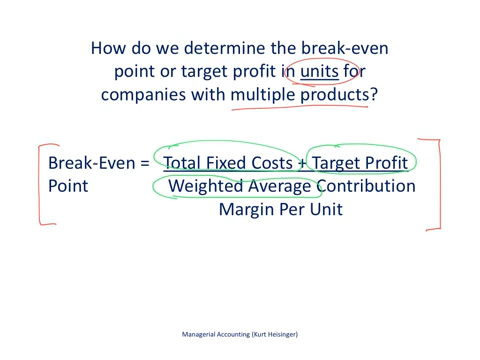 How do we determine the break-even
point or target profit in units for
companies with multiple products?
Break-Even = Total Fixed Costs + Target Profit
Point Weighted Average Contribution
Margin Per Unit
Managerial Accounting (Kurt Heisinger)